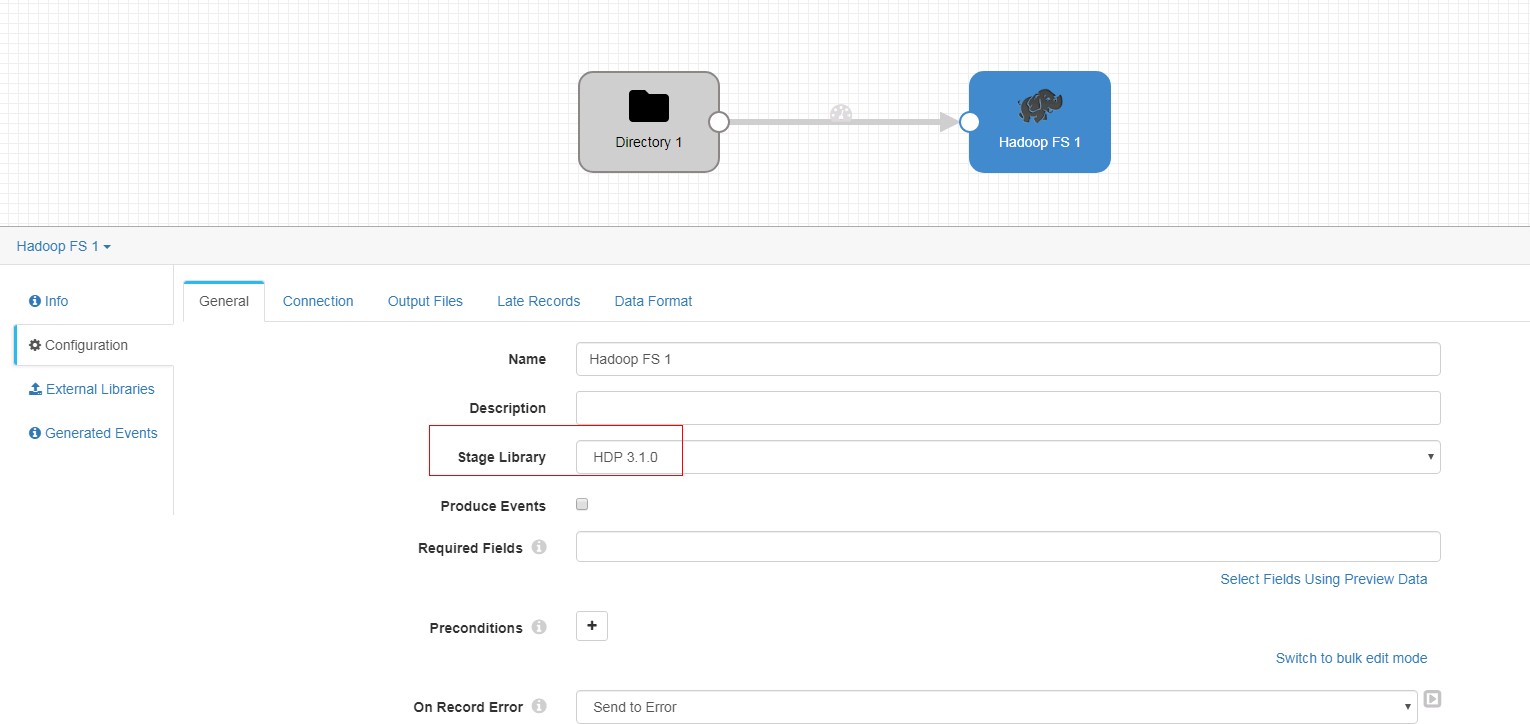 Directory 1
Hadoop FS 1
Hadoop FS 1
Info
Configuration
External Libraries
Generated Events
General Connection Output Files Late Records Data Format
Name Hadoop FS 1
Description
Stage Library HDP 3.1.0
Produce Events
Required Fields
Select Fields Using Preview Data
Preconditions +
Switch to bulk edit mode
On Record Error Send to Error